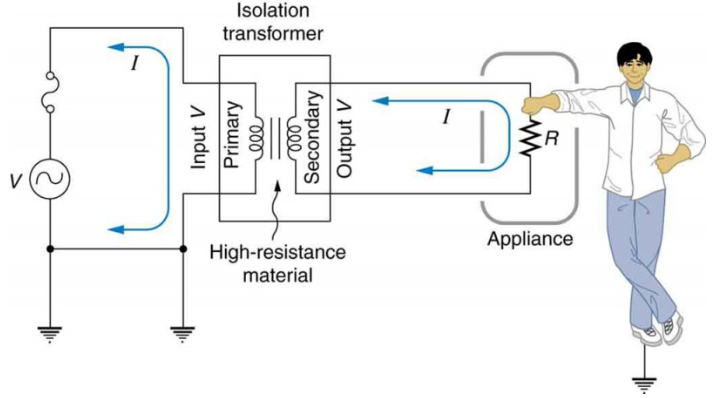 Isolation
transformer
I
Input V
Primary
Secondary
Output V
I
R
V
High-resistance
material
Appliance